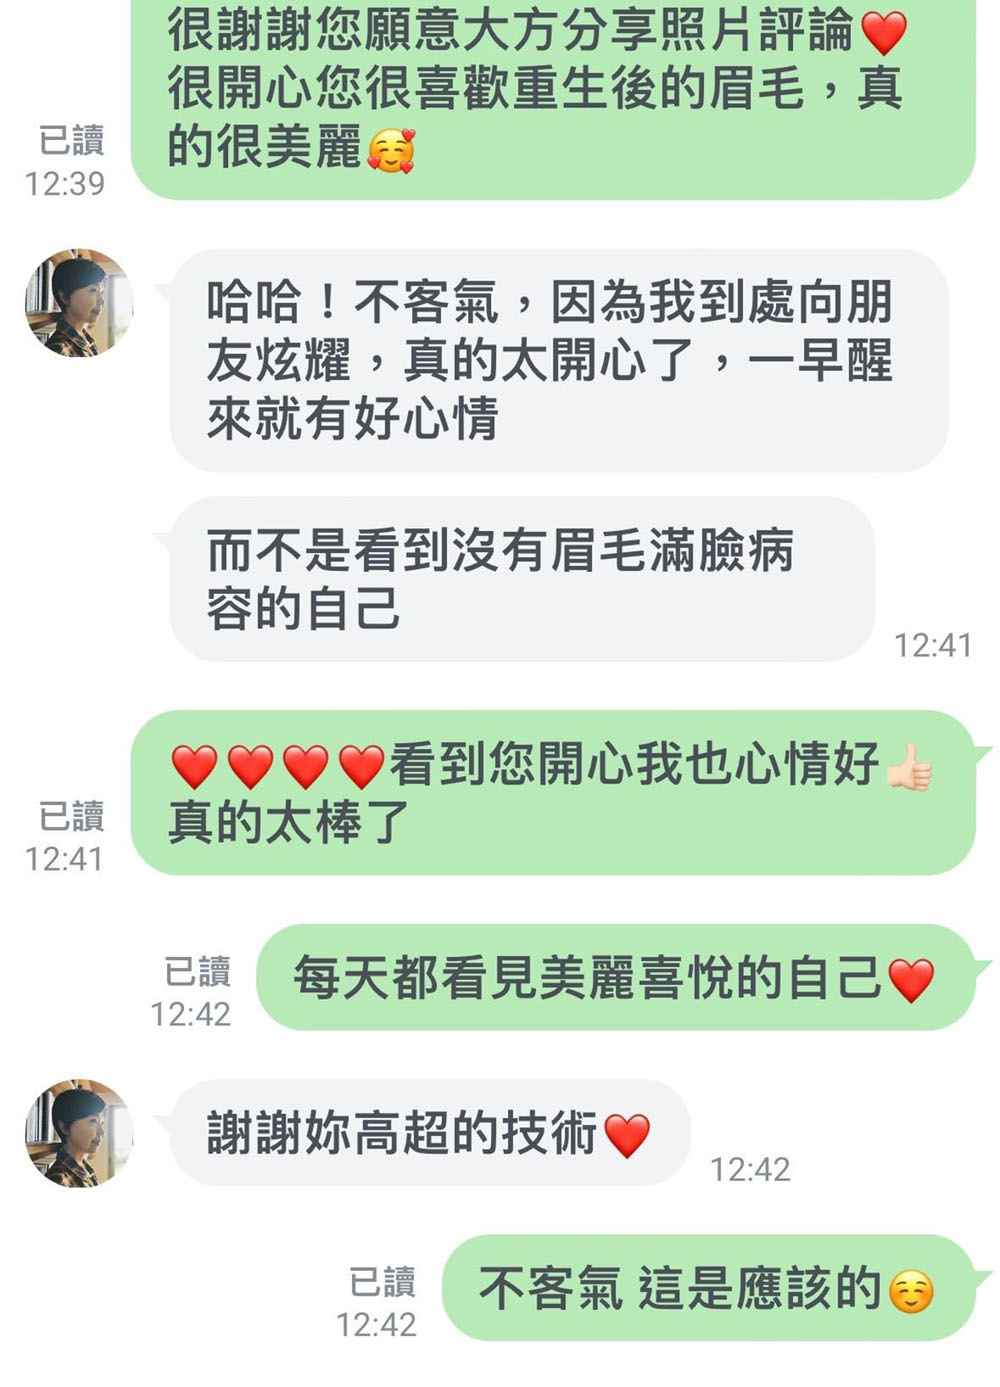 很謝謝您願意大方分享照片評論❤️
很開心您很喜歡重生後的眉毛，真
的很美麗🥰
已讀
12:39
哈哈！不客氣，因為我到處向朋
友炫耀，真的太開心了，一早醒
來就有好心情
而不是看到沒有眉毛滿臉病
容的自己
12:41
❤️❤️❤️❤️看到您開心我也心情好👍🏻
真的太棒了
已讀
12:41
每天都看見美麗喜悅的自己❤️
已讀
12:42
謝謝妳高超的技術❤️
12:42
不客氣 這是應該的☺️
已讀
12:42